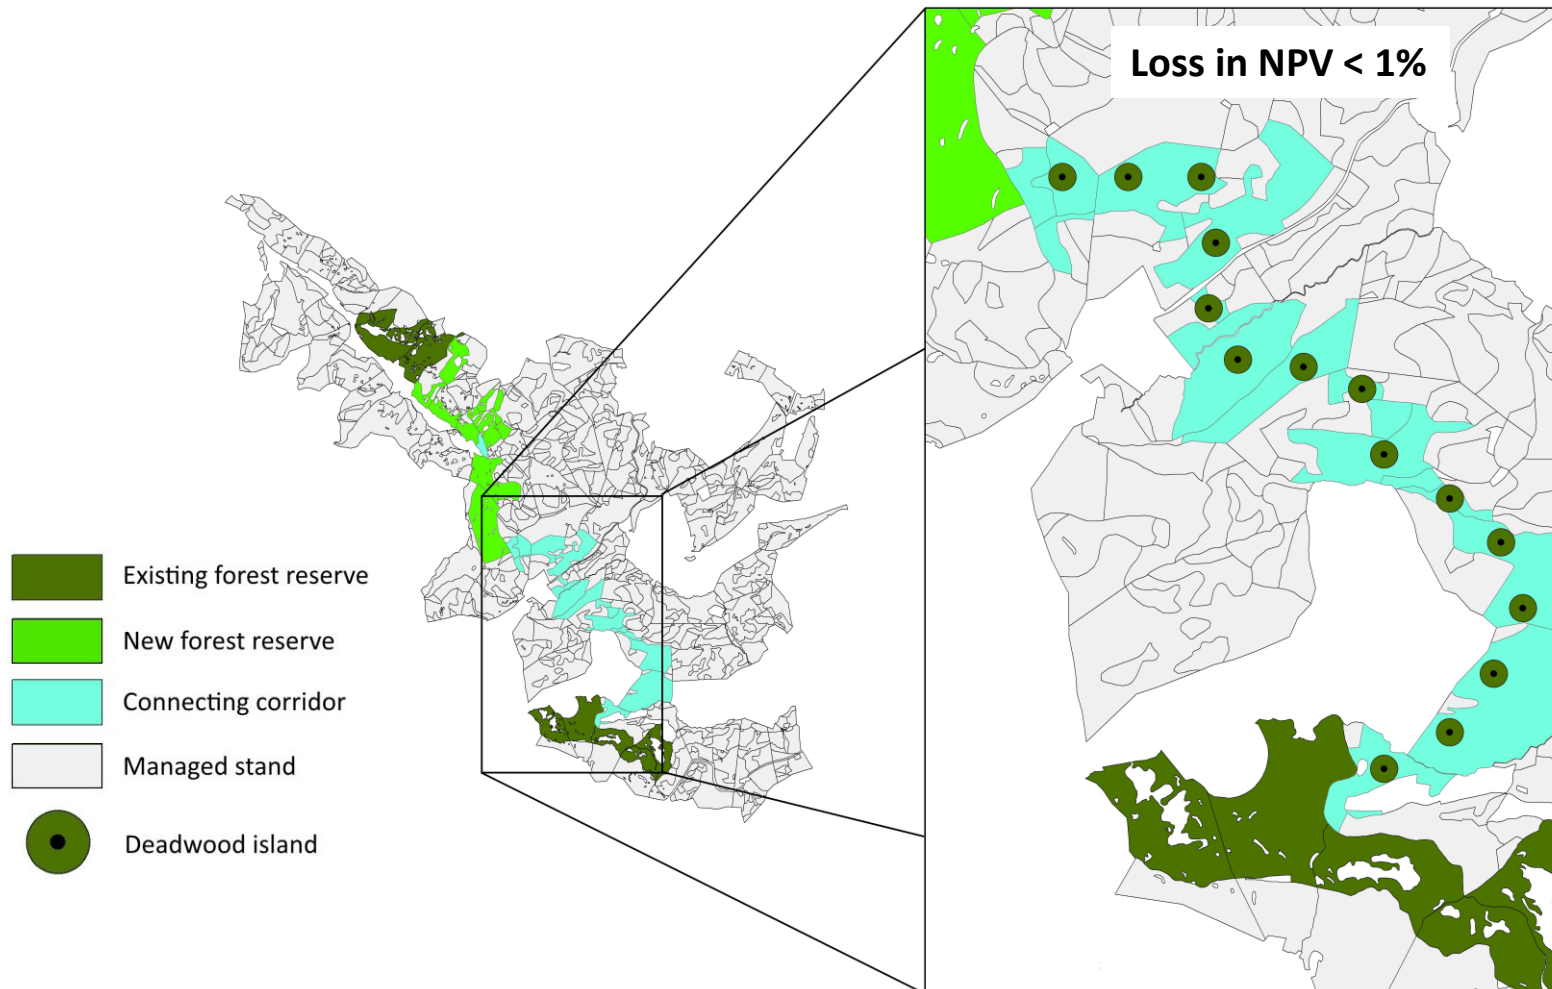 Loss in NPV < 1%
Existing forest reserve
New forest reserve
Connecting corridor
Managed stand
Deadwood island